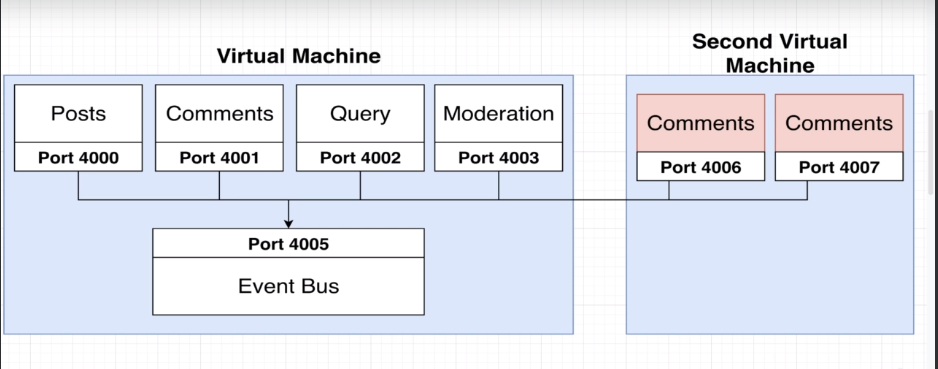 Virtual Machine
Second Virtual
Machine
Posts
Comments
Query
Moderation
Port 4000
Port 4001
Port 4002
Port 4003
Comments
Comments
Port 4006
Port 4007
Port 4005
Event Bus